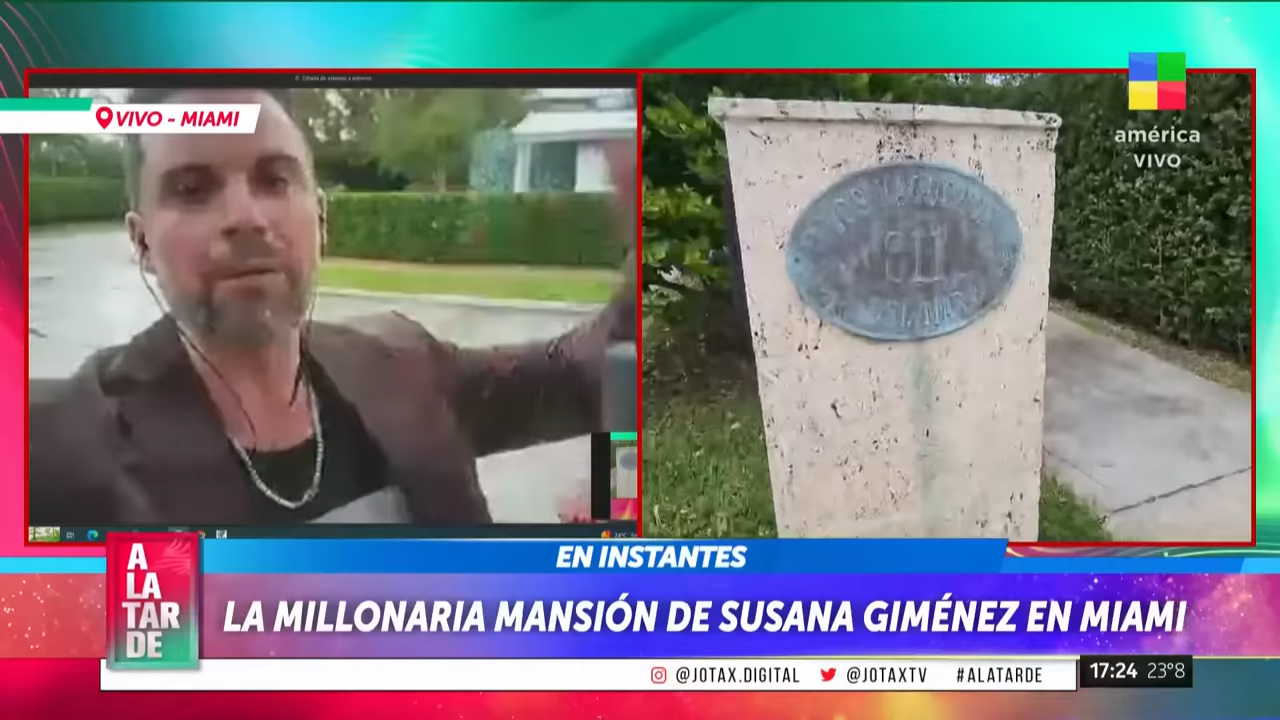 VIVO - MIAMI
américa
VIVO
611
EN INSTANTES
LA MILLONARIA MANSIÓN DE SUSANA GIMÉNEZ EN MIAMI
A
LA
TAR
DE
@JOTAX.DIGITAL
@JOTAXTV
#ALATARDE
17:24 23°8